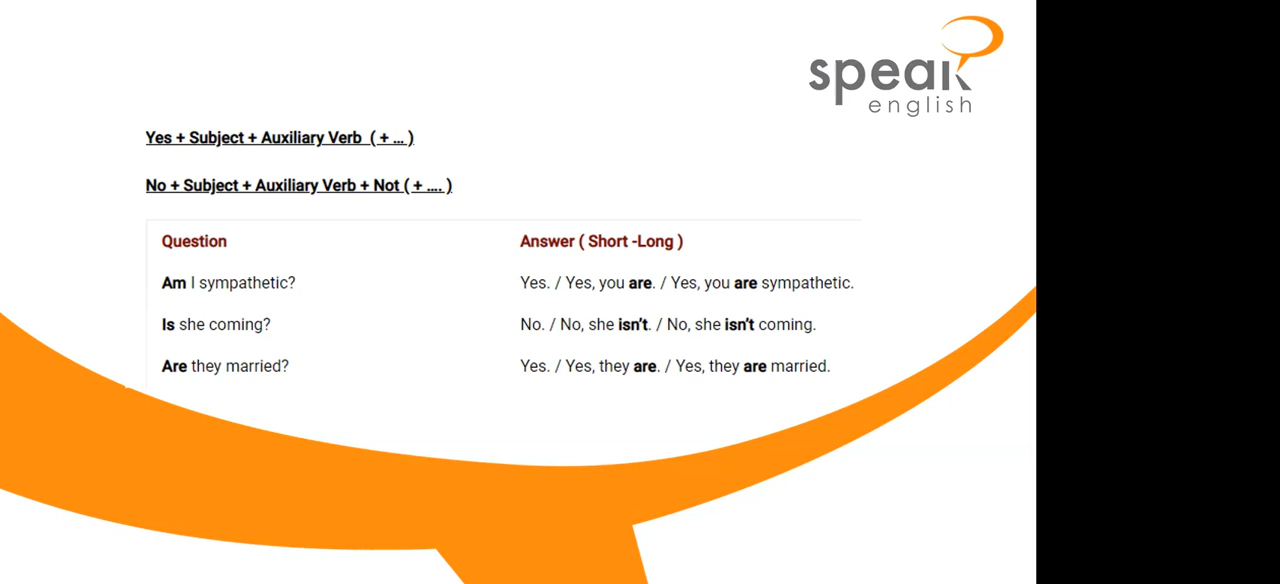 speak
english
Yes + Subject + Auxiliary Verb ( + ... )
No + Subject + Auxiliary Verb + Not ( + .... )
Question Answer ( Short -Long )
Am I sympathetic? Yes. / Yes, you are. / Yes, you are sympathetic.
Is she coming? No. / No, she isn't. / No, she isn't coming.
Are they married? Yes. / Yes, they are. / Yes, they are married.